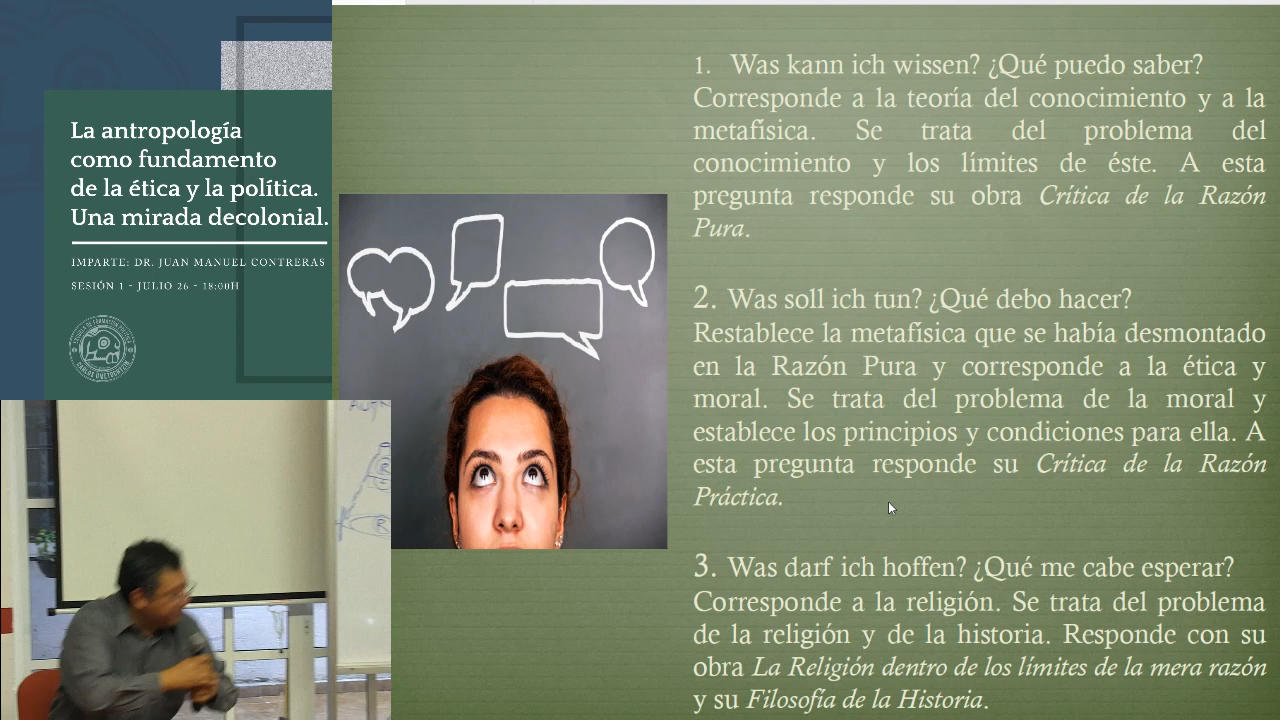 La antropología
como fundamento
de la ética y la política.
Una mirada decolonial.
IMPARTE: DR. JUAN MANUEL CONTRERAS
SESIÓN 1 - JULIO 26 - 18:00H
1. Was kann ich wissen? ¿Qué puedo saber?
Corresponde a la teoría del conocimiento y a la
metafísica. Se trata del problema del
conocimiento y los límites de éste. A esta
pregunta responde su obra Crítica de la Razón
Pura.
2. Was soll ich tun? ¿Qué debo hacer?
Restablece la metafísica que se había desmontado
en la Razón Pura y corresponde a la ética y
moral. Se trata del problema de la moral y
establece los principios y condiciones para ella. A
esta pregunta responde su Crítica de la Razón
Práctica.
3. Was darf ich hoffen? ¿Qué me cabe esperar?
Corresponde a la religión. Se trata del problema
de la religión y de la historia. Responde con su
obra La Religión dentro de los límites de la mera razón
y su Filosofía de la Historia.